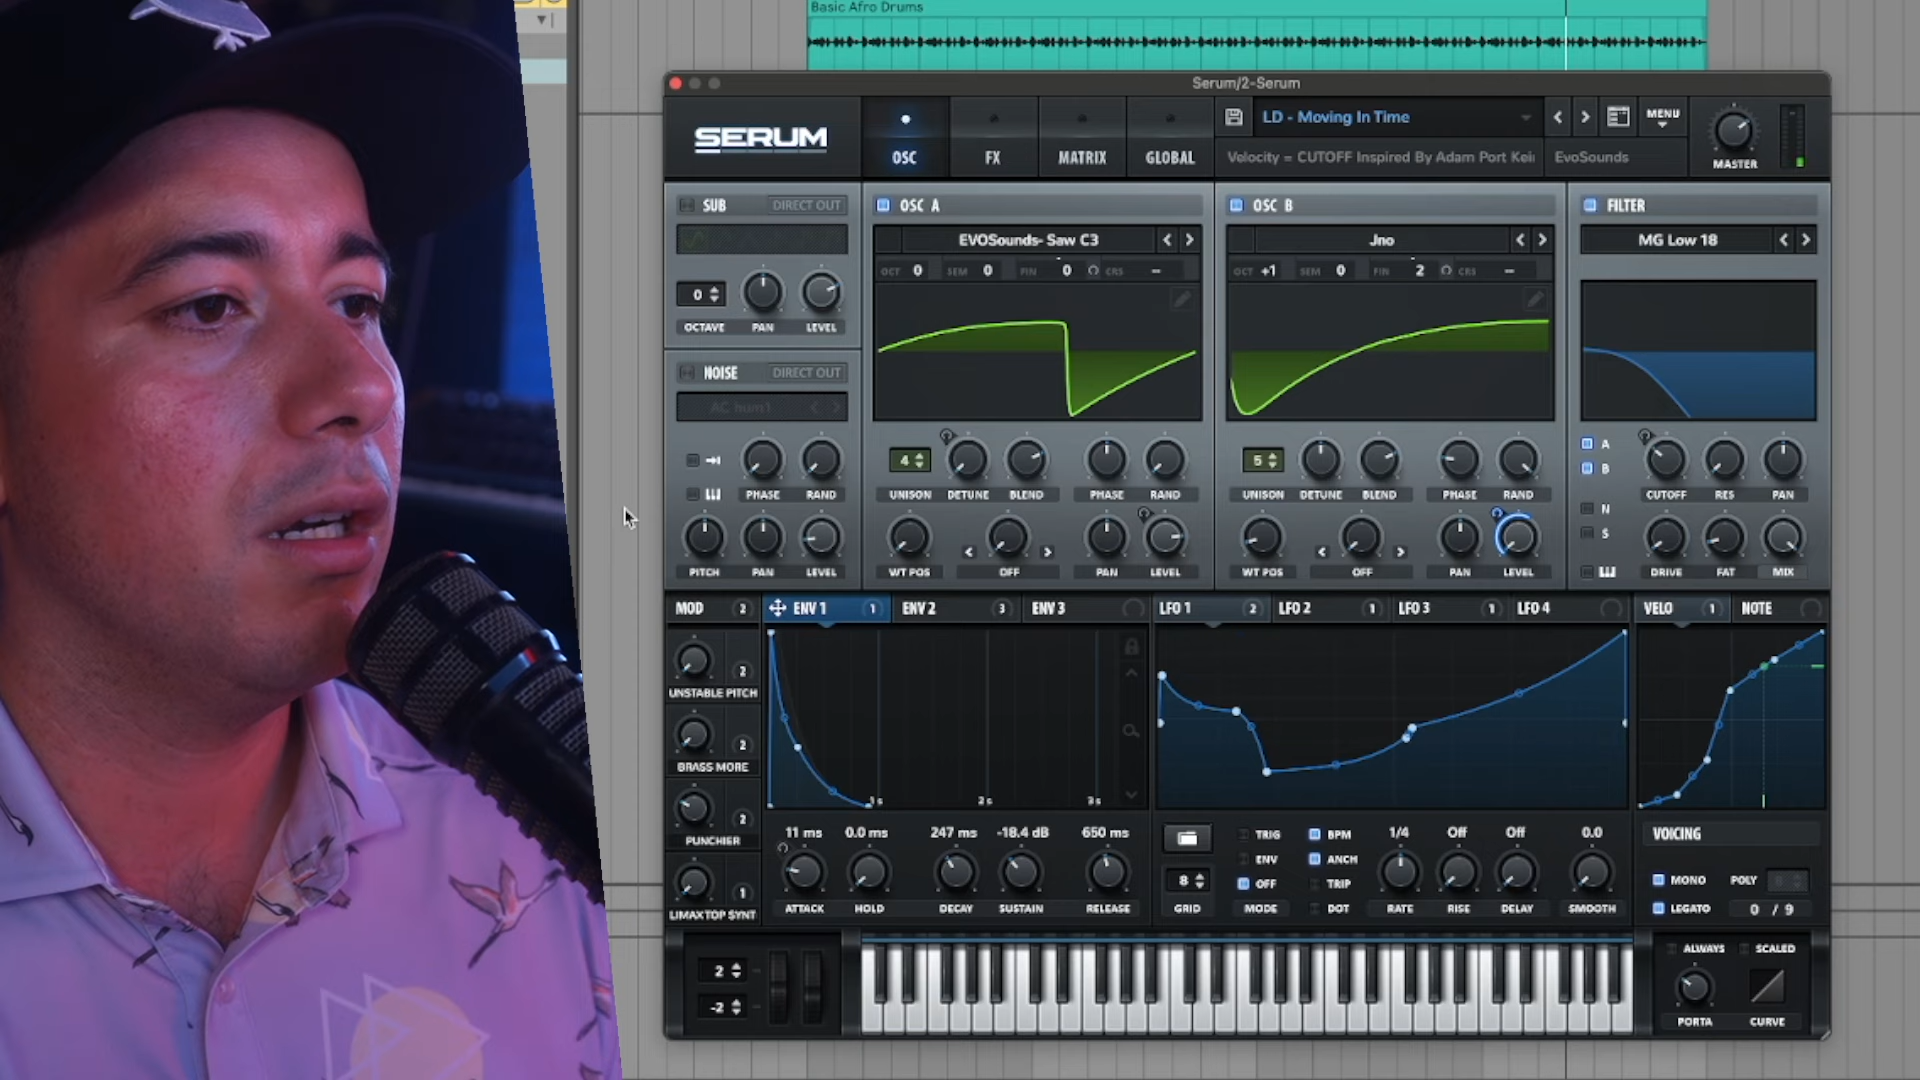 Basic Afro Drums
Serum/2-Serum
SERUM
OSC
FX
MATRIX
GLOBAL
LD - Moving In Time
MENU
Velocity = CUTOFF Inspired By Adam Port Kei
EvoSounds
MASTER
SUB
DIRECT OUT
0
OCTAVE
PAN
LEVEL
NOISE
DIRECT OUT
AC hum1
PHASE
RAND
PITCH
PAN
LEVEL
OSC A
EVOSounds- Saw C3
OCT 0 SEM 0 FIN 0 CRS --
4
UNISON
DETUNE
BLEND
PHASE
RAND
WT POS
OFF
PAN
LEVEL
OSC B
Jno
OCT +1 SEM 0 FIN 2 CRS --
5
UNISON
DETUNE
BLEND
PHASE
RAND
WT POS
OFF
PAN
LEVEL
FILTER
MG Low 18
A
B
N
S
CUTOFF
RES
PAN
DRIVE
FAT
MIX
MOD 2
ENV 1 1
ENV 2 3
ENV 3
LFO 1 2
LFO 2 1
LFO 3 1
LFO 4
VELO 1
NOTE
2
UNSTABLE PITCH
2
BRASS MORE
2
PUNCHIER
1
LIMAX TOP SYNT
1s
2s
3s
11 ms
0.0 ms
247 ms
-18.4 dB
650 ms
ATTACK
HOLD
DECAY
SUSTAIN
RELEASE
8
GRID
TRIG
ENV
OFF
MODE
BPM
ANCH
TRIP
DOT
1/4
Off
Off
0.0
RATE
RISE
DELAY
SMOOTH
VOICING
MONO
POLY
LEGATO
0 / 9
2
-2
ALWAYS
SCALED
PORTA
CURVE